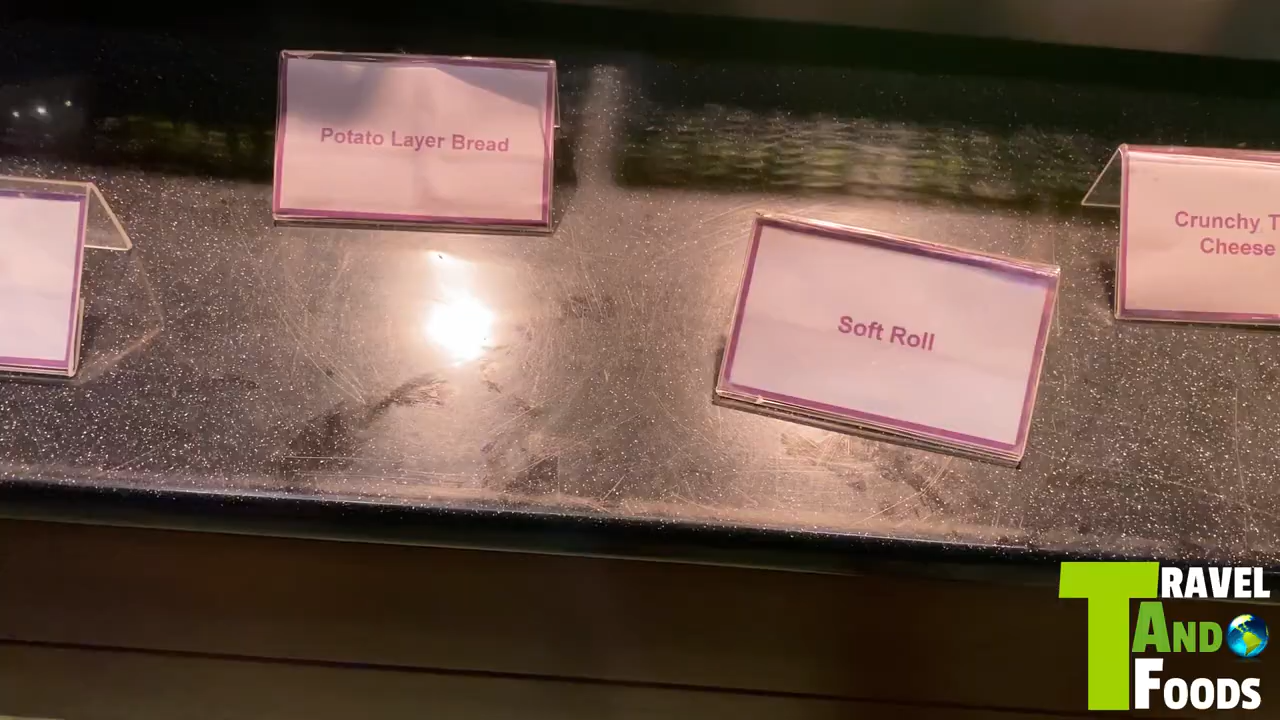 Potato Layer Bread
Soft Roll
Crunchy
Cheese
TRAVEL
AND
FOODS